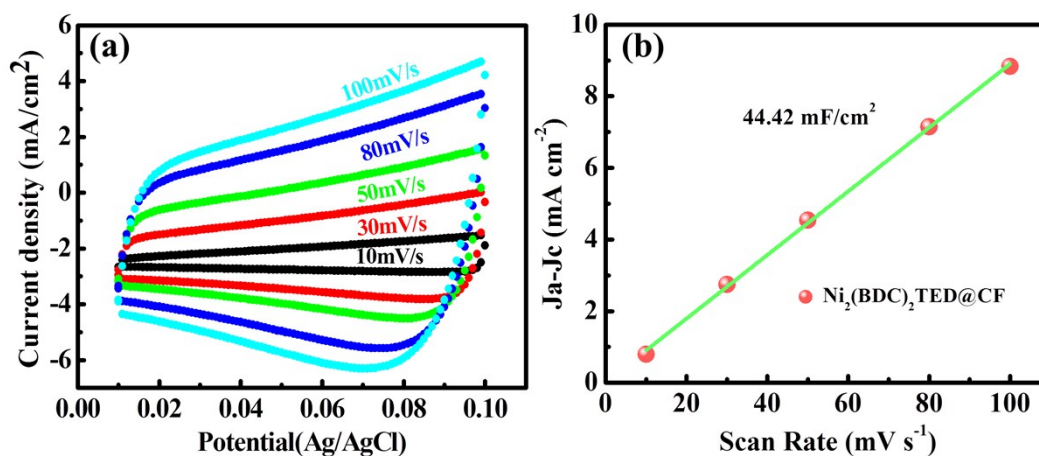 (a)
100mV/s
80mV/s
50mV/s
30mV/s
10mV/s
6
4
2
0
-2
-4
-6
Current density (mA/cm²)
0.00 0.02 0.04 0.06 0.08 0.10
Potential(Ag/AgCl)
(b)
44.42 mF/cm²
Ni₂(BDC)₂TED@CF
10
8
6
4
2
0
Ja-Jc (mA cm⁻²)
0 20 40 60 80 100
Scan Rate (mV s⁻¹)